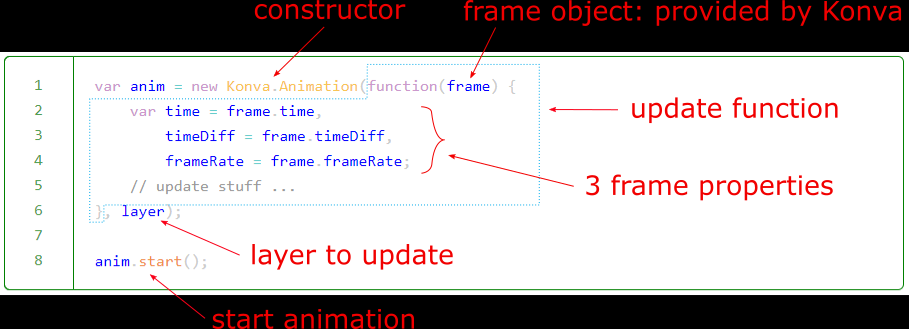 constructor
frame object: provided by Konva
1 var anim = new Konva.Animation(function(frame) {
2 var time = frame.time,
update function
3 timeDiff = frame.timeDiff,
4 frameRate = frame.frameRate;
3 frame properties
5 // update stuff ...
6 }, layer);
7
layer to update
8 anim.start();
start animation